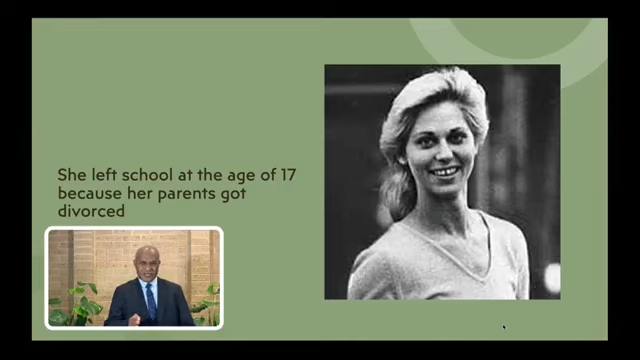 She left school at the age of 17
because her parents got
divorced